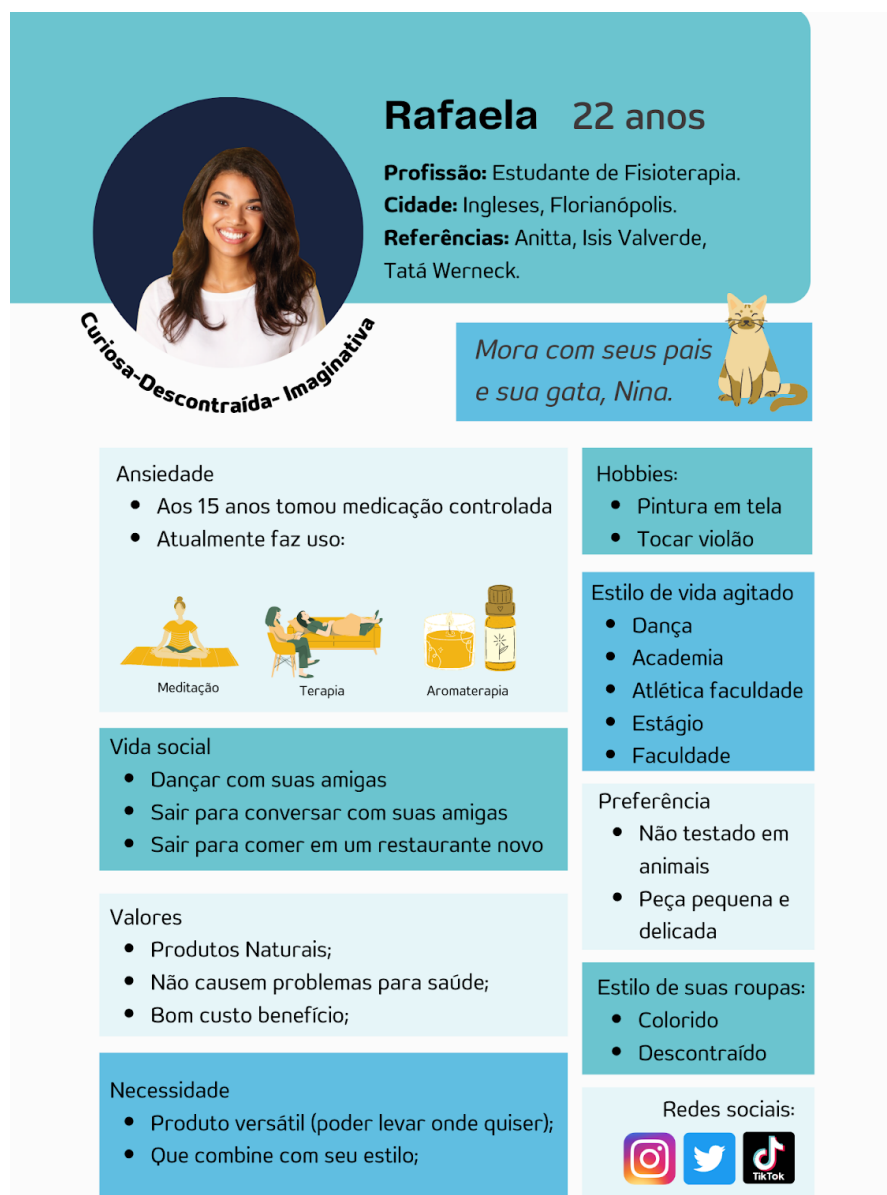 Rafaela 22 anos
Profissão: Estudante de Fisioterapia.
Cidade: Ingleses, Florianópolis.
Referências: Anitta, Isis Valverde,
Tatá Werneck.
Curiosa-Descontraída- Imaginativa
Mora com seus pais
e sua gata, Nina.
Ansiedade
• Aos 15 anos tomou medicação controlada
• Atualmente faz uso:
Meditação
Terapia
Aromaterapia
Hobbies:
• Pintura em tela
• Tocar violão
Estilo de vida agitado
• Dança
• Academia
• Atlética faculdade
• Estágio
• Faculdade
Vida social
• Dançar com suas amigas
• Sair para conversar com suas amigas
• Sair para comer em um restaurante novo
Preferência
• Não testado em
animais
• Peça pequena e
delicada
Valores
• Produtos Naturais;
• Não causem problemas para saúde;
• Bom custo benefício;
Estilo de suas roupas:
• Colorido
• Descontraído
Necessidade
• Produto versátil (poder levar onde quiser);
• Que combine com seu estilo;
Redes sociais:
TikTok